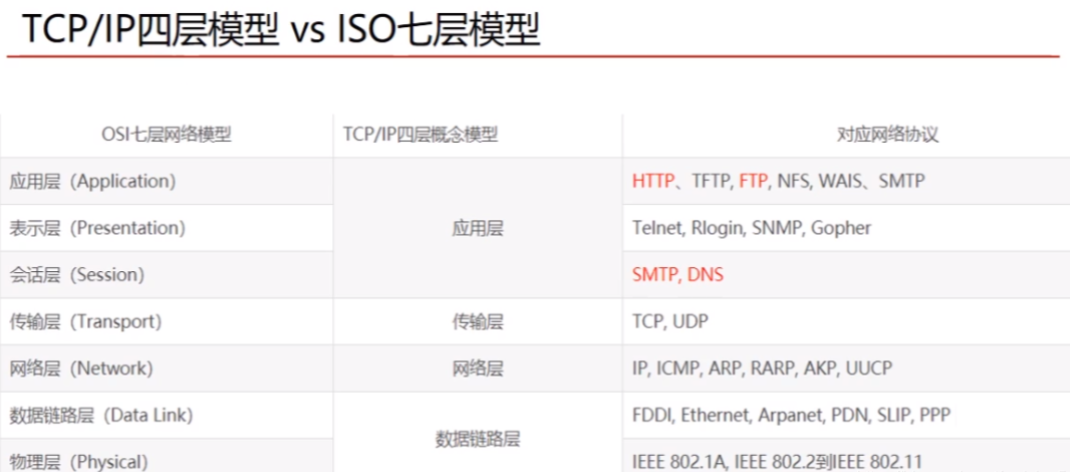 TCP/IP四层模型 vs ISO七层模型
OSI七层网络模型 TCP/IP四层概念模型 对应网络协议
应用层（Application） HTTP、TFTP, FTP, NFS, WAIS、SMTP
表示层（Presentation） 应用层 Telnet, Rlogin, SNMP, Gopher
会话层（Session） SMTP, DNS
传输层（Transport） 传输层 TCP, UDP
网络层（Network） 网络层 IP, ICMP, ARP, RARP, AKP, UUCP
数据链路层（Data Link） FDDI, Ethernet, Arpanet, PDN, SLIP, PPP
数据链路层
物理层（Physical） IEEE 802.1A, IEEE 802.2到IEEE 802.11